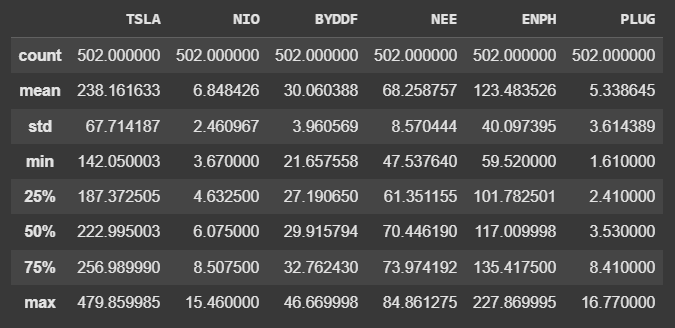 TSLA NIO BYDDF NEE ENPH PLUG
count 502.000000 502.000000 502.000000 502.000000 502.000000 502.000000
mean 238.161633 6.848426 30.060388 68.258757 123.483526 5.338645
std 67.714187 2.460967 3.960569 8.570444 40.097395 3.614389
min 142.050003 3.670000 21.657558 47.537640 59.520000 1.610000
25% 187.372505 4.632500 27.190650 61.351155 101.782501 2.410000
50% 222.995003 6.075000 29.915794 70.446190 117.009998 3.530000
75% 256.989990 8.507500 32.762430 73.974192 135.417500 8.410000
max 479.859985 15.460000 46.669998 84.861275 227.869995 16.770000